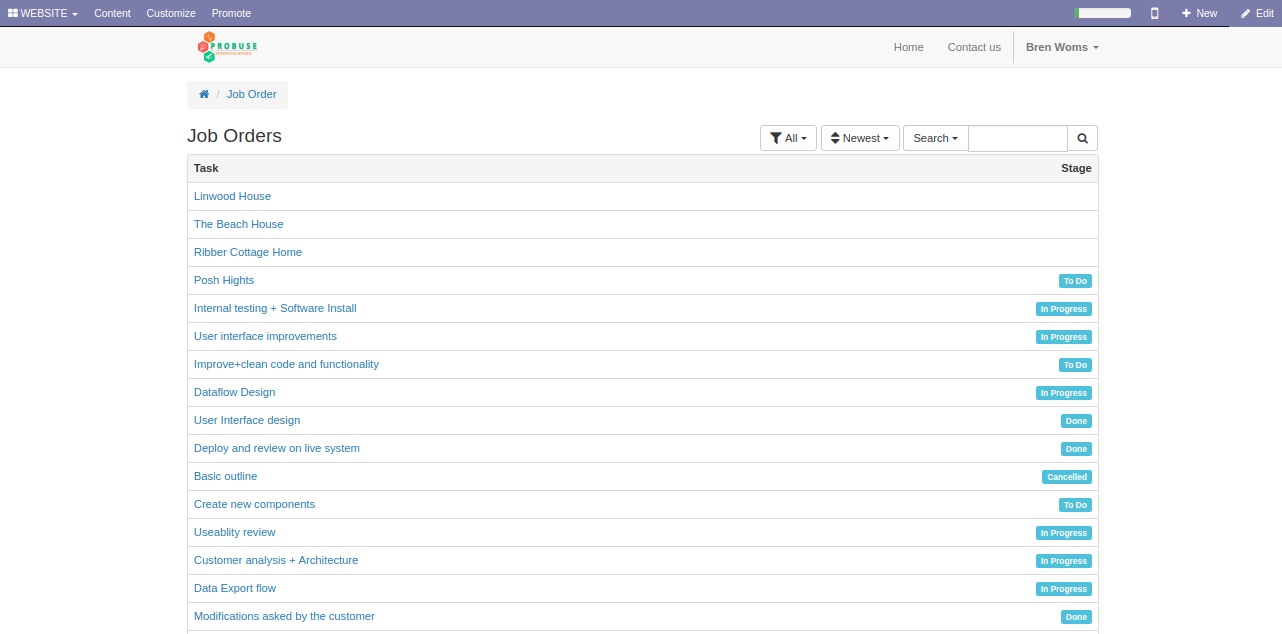 WEBSITE Content Customize Promote New Edit
PROBUSE
Home Contact us Bren Woms
/ Job Order
Job Orders All Newest Search
Task Stage
Linwood House
The Beach House
Ribber Cottage Home
Posh Hights To Do
Internal testing + Software Install In Progress
User interface improvements In Progress
Improve+clean code and functionality To Do
Dataflow Design In Progress
User Interface design Done
Deploy and review on live system Done
Basic outline Cancelled
Create new components To Do
Useablity review In Progress
Customer analysis + Architecture In Progress
Data Export flow In Progress
Modifications asked by the customer Done